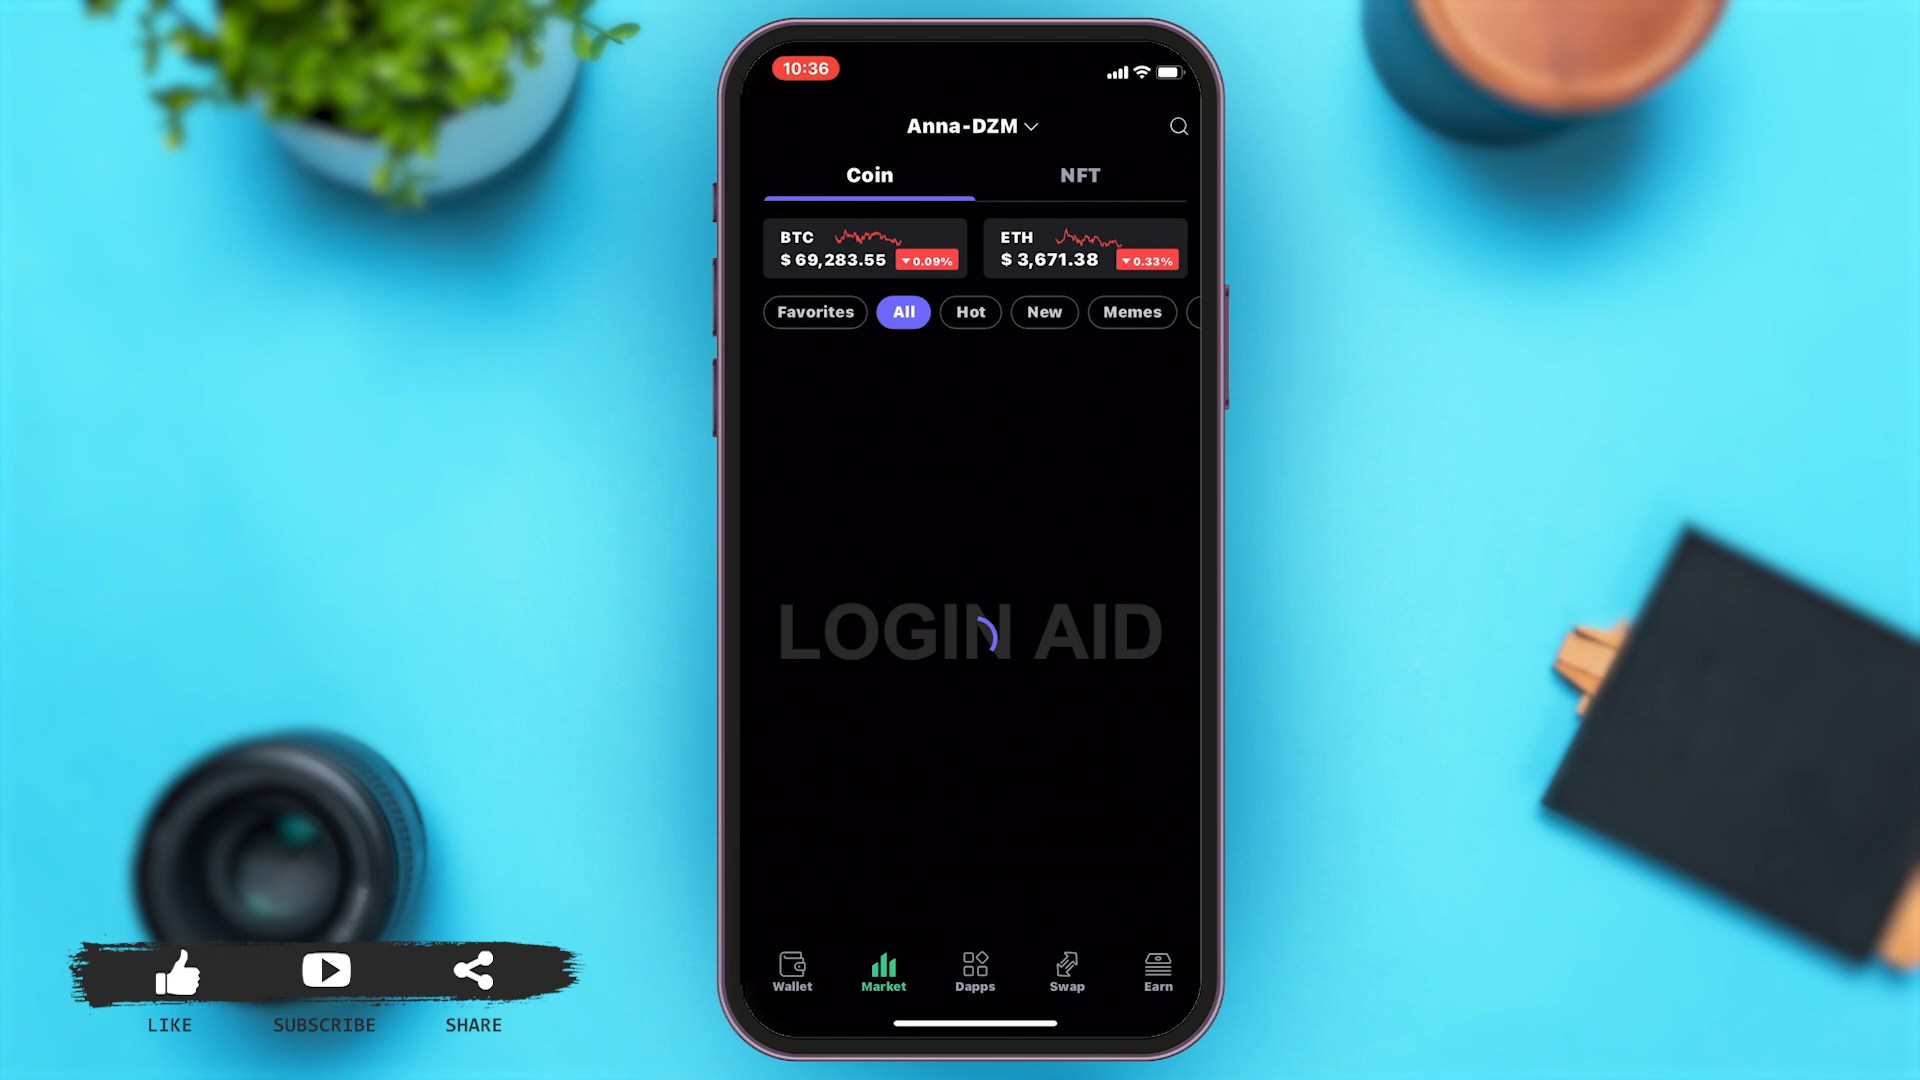 10:36
Anna-DZM
Coin NFT
BTC
$ 69,283.55 ▼0.09%
ETH
$ 3,671.38 ▼0.33%
Favorites All Hot New Memes
LOGIN AID
Wallet Market Dapps Swap Earn
LIKE SUBSCRIBE SHARE